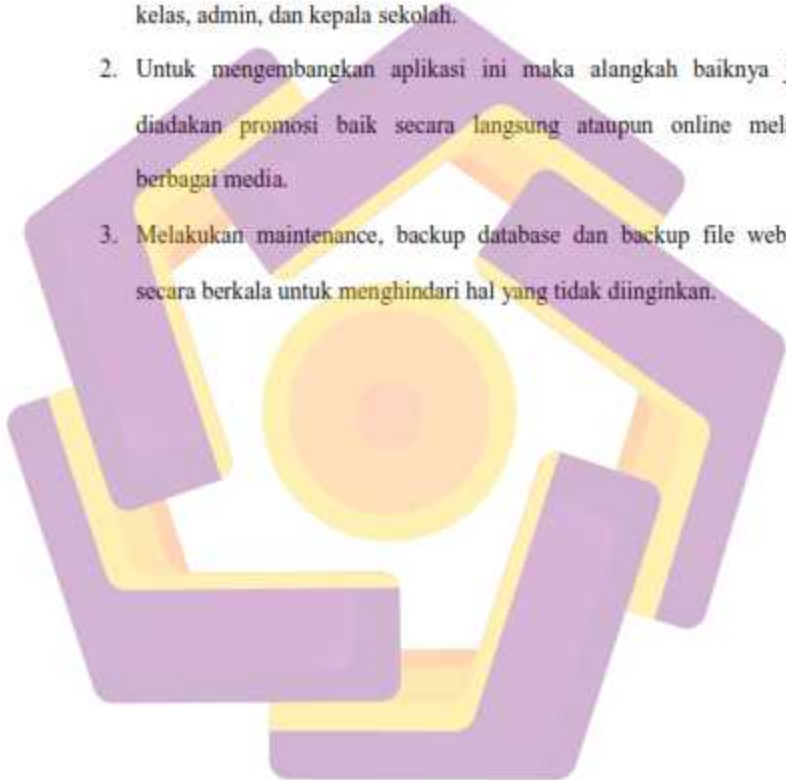 kelas, admin, dan kepala sekolah.
2. Untuk mengembangkan aplikasi ini maka alangkah baiknya
diadakan promosi baik secara langsung ataupun online
berbagai media.
3. Melakukan maintenance, backup database dan backup file web
secara berkala untuk menghindari hal yang tidak diinginkan.